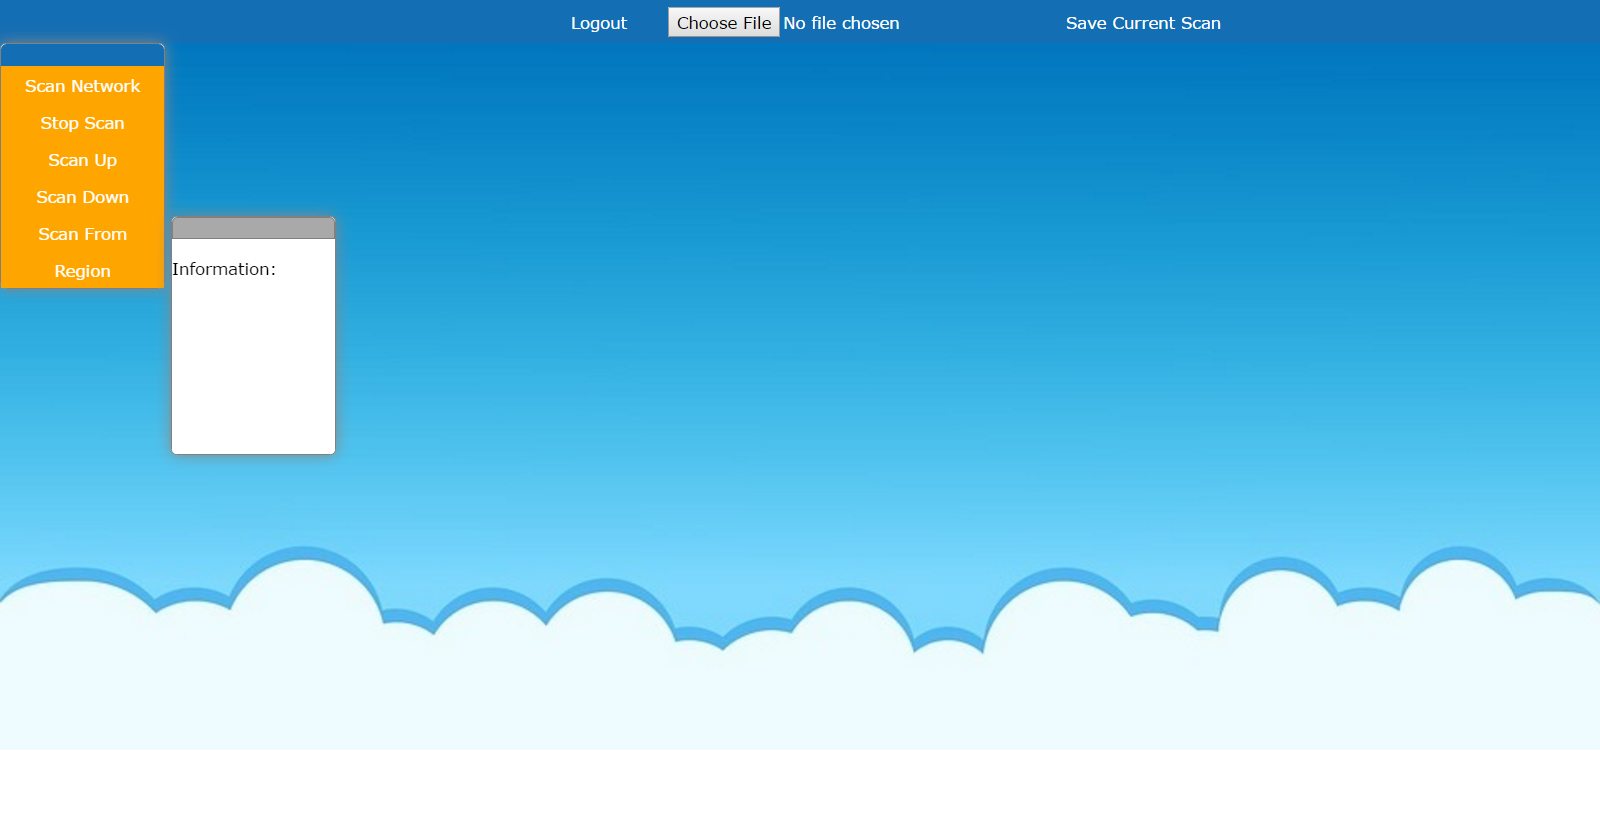 Logout Choose File No file chosen Save Current Scan
Scan Network
Stop Scan
Scan Up
Scan Down
Scan From
Region
Information: